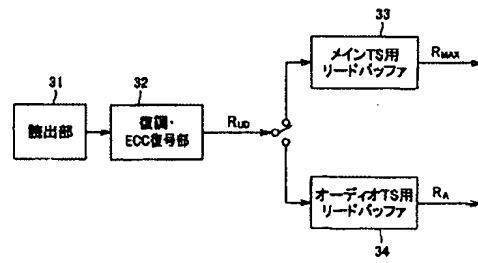 31
読出部
32
復調・
ECC復号部
RUD
33
メインTS用
リードバッファ
RMAX
オーディオTS用
リードバッファ
RA
34